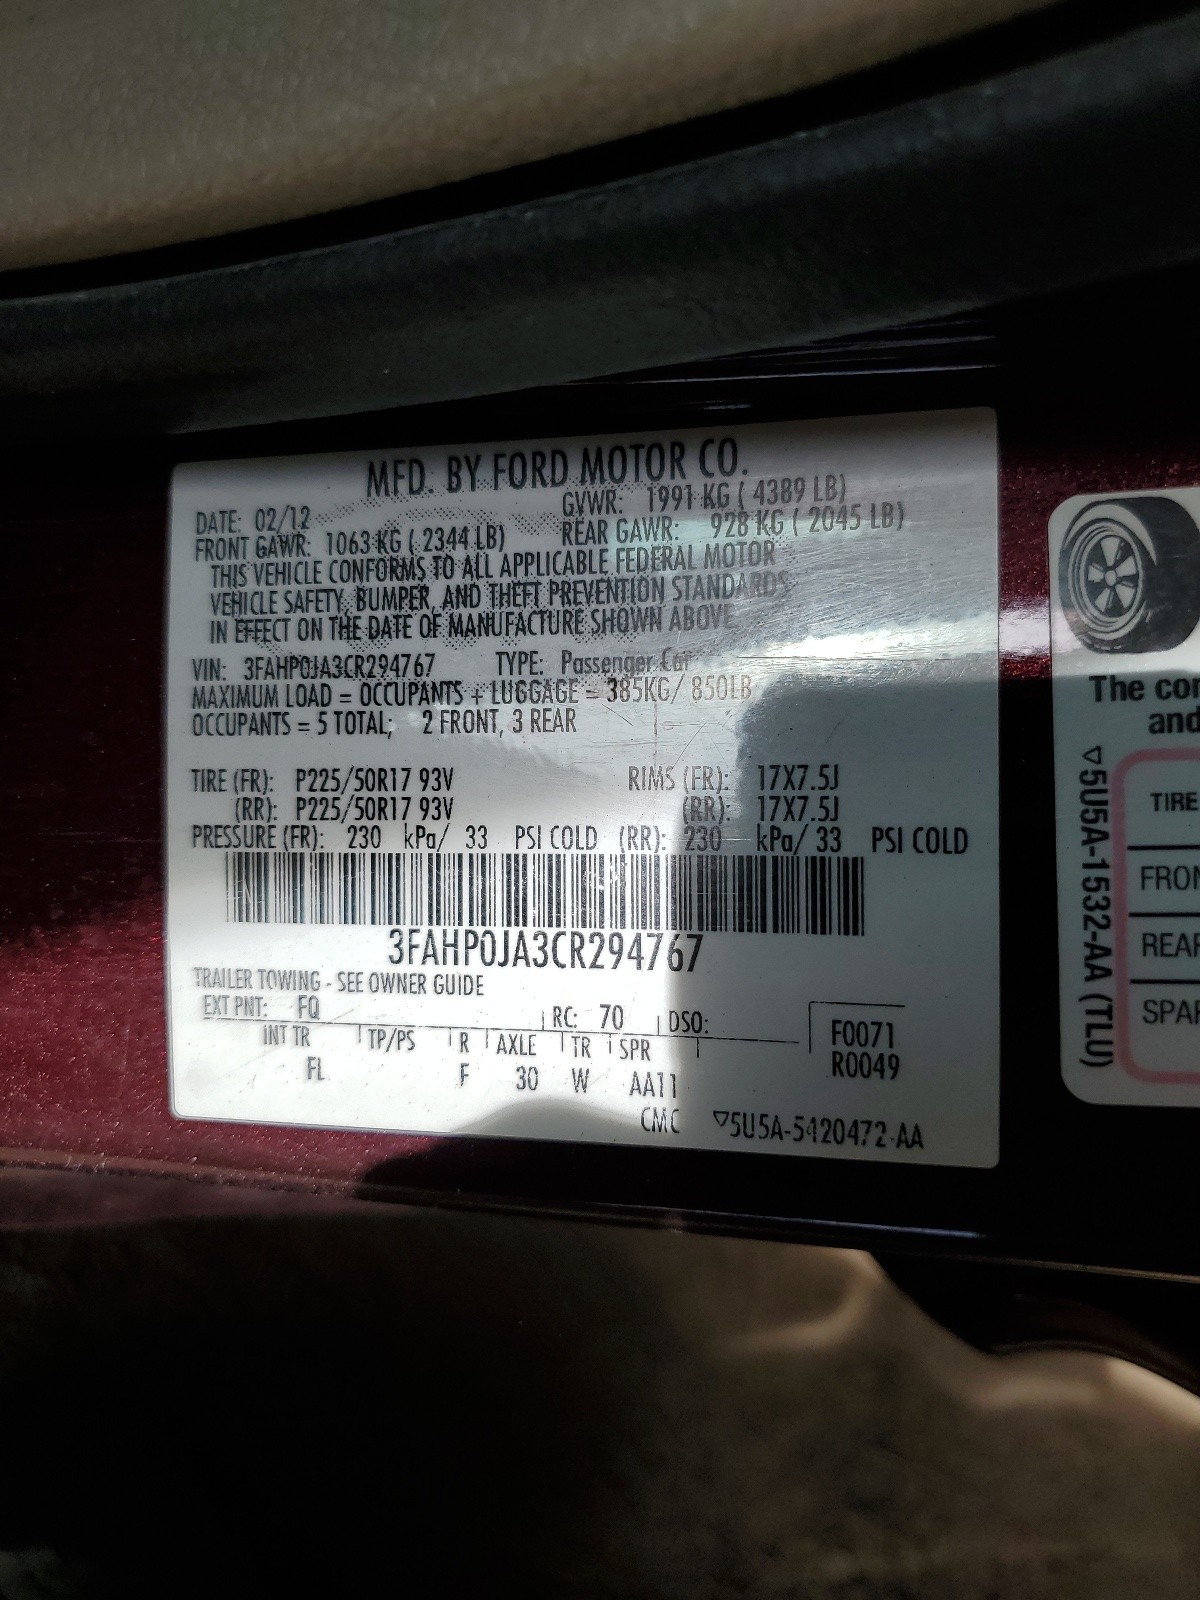 MFD. BY FORD MOTOR CO.
DATE: 02/12 GVWR: 1991 KG ( 4389 LB)
FRONT GAWR: 1063 KG ( 2344 LB) REAR GAWR: 928 KG ( 2045 LB)
THIS VEHICLE CONFORMS TO ALL APPLICABLE FEDERAL MOTOR
VEHICLE SAFETY, BUMPER, AND THEFT PREVENTION STANDARDS
IN EFFECT ON THE DATE OF MANUFACTURE SHOWN ABOVE
VIN: 3FAHP0JA3CR294767 TYPE: Passenger Car
MAXIMUM LOAD = OCCUPANTS + LUGGAGE = 385KG/ 850LB
OCCUPANTS = 5 TOTAL; 2 FRONT, 3 REAR
TIRE (FR): P225/50R17 93V RIMS (FR): 17X7.5J
(RR): P225/50R17 93V (RR): 17X7.5J
PRESSURE (FR): 230 kPa/ 33 PSI COLD (RR): 230 kPa/ 33 PSI COLD
3FAHP0JA3CR294767
TRAILER TOWING - SEE OWNER GUIDE
EXT PNT: FQ RC: 70 DSO: F0071
INT TR TP/PS R AXLE TR SPR R0049
FL F 30 W AA11
CMC ▽5U5A-5420472-AA
The cor
and
▽5U5A-1532-AA (TLU)
TIRE
FRON
REAR
SPAR